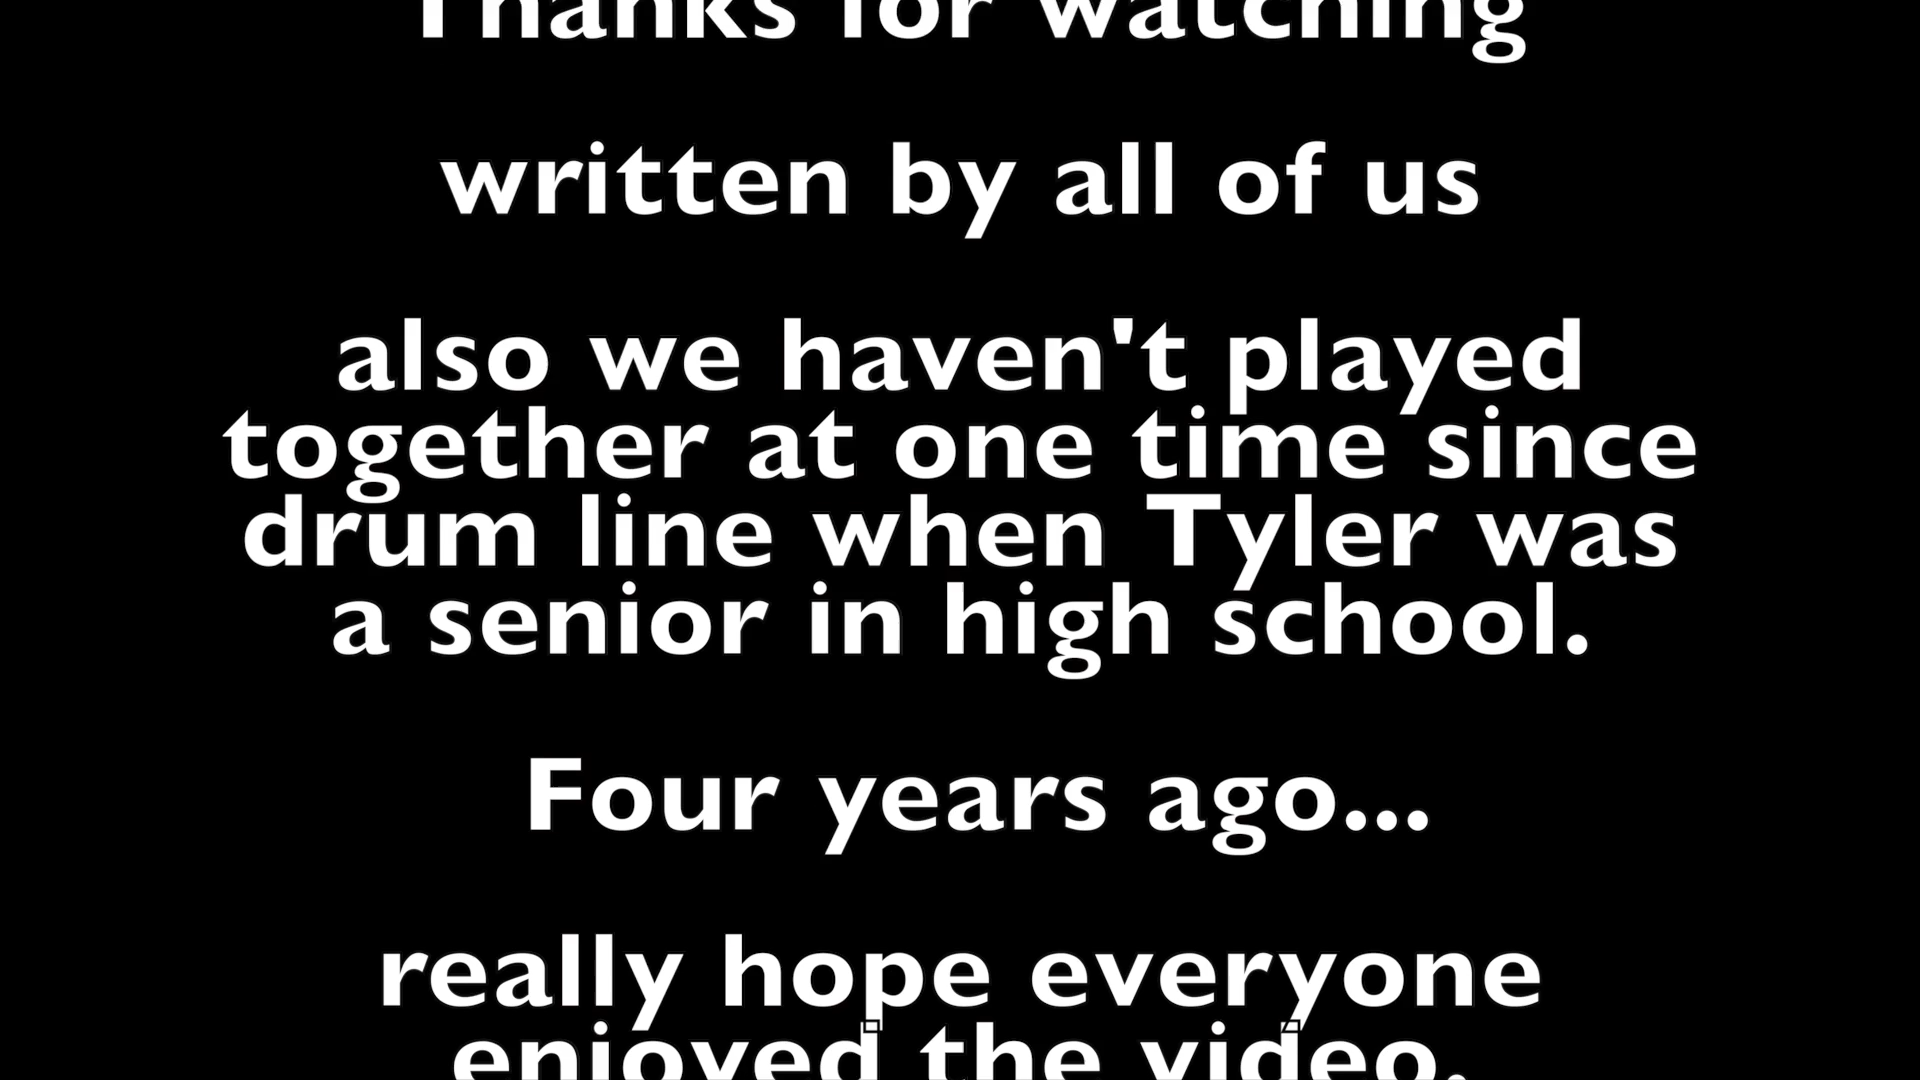 Thanks for watching
written by all of us
also we haven't played
together at one time since
drum line when Tyler was
a senior in high school.
Four years ago...
really hope everyone
enjoyed the video.